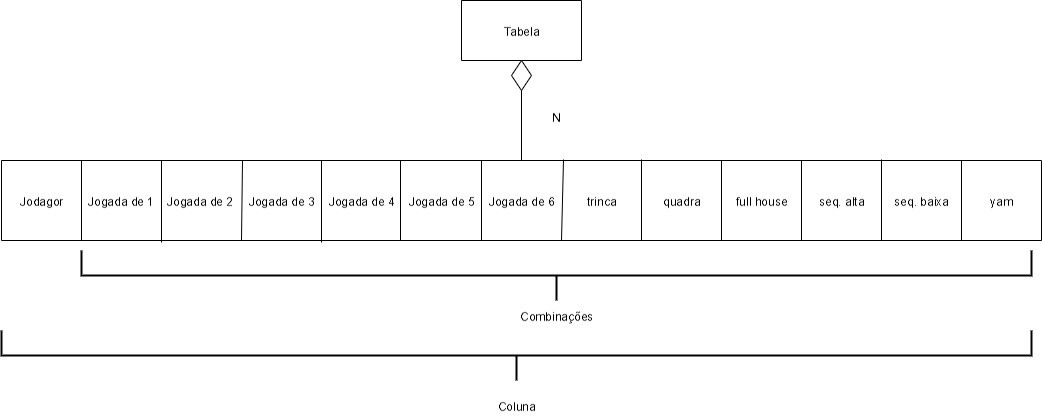 Tabela
N
Jodagor
Jogada de 1
Jogada de 2
Jogada de 3
Jogada de 4
Jogada de 5
Jogada de 6
trinca
quadra
full house
seq. alta
seq. baixa
yam
Combinações
Coluna